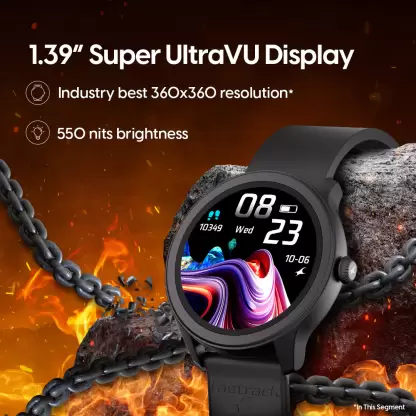 1.39” Super UltraVU Display
Industry best 360x360 resolution*
550 nits brightness
08
10349 Wed 23
10-06
fastrack
*In This Segment